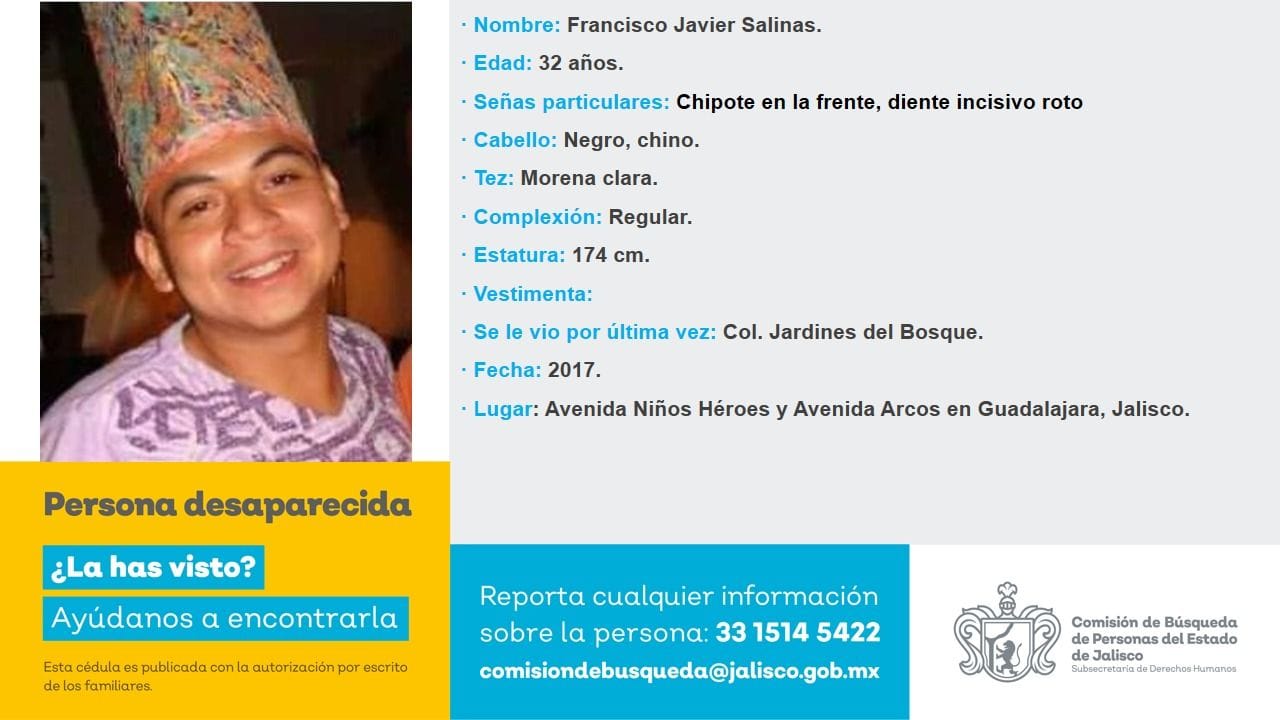 · Nombre: Francisco Javier Salinas.
· Edad: 32 años.
· Señas particulares: Chipote en la frente, diente incisivo roto
· Cabello: Negro, chino.
· Tez: Morena clara.
· Complexión: Regular.
· Estatura: 174 cm.
· Vestimenta:
· Se le vio por última vez: Col. Jardines del Bosque.
· Fecha: 2017.
· Lugar: Avenida Niños Héroes y Avenida Arcos en Guadalajara, Jalisco.
Persona desaparecida
¿La has visto?
Ayúdanos a encontrarla
Esta cédula es publicada con la autorización por escrito
de los familiares.
Reporta cualquier información
sobre la persona: 33 1514 5422
comisiondebusqueda@jalisco.gob.mx
Comisión de Búsqueda
de Personas del Estado
de Jalisco
Subsecretaría de Derechos Humanos